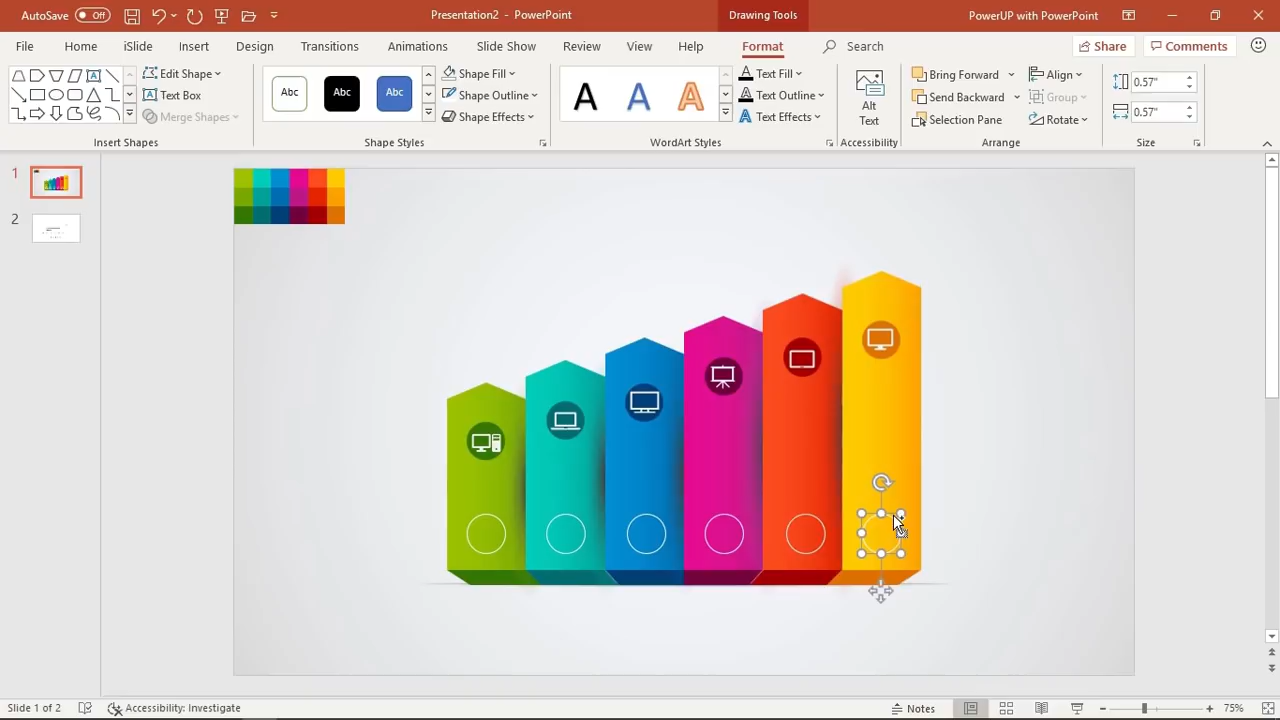 AutoSave Off Presentation2 - PowerPoint Drawing Tools PowerUP with PowerPoint
File Home iSlide Insert Design Transitions Animations Slide Show Review View Help Format Search Share Comments
Edit Shape Abc Abc Abc Shape Fill A A A Text Fill Bring Forward Align 0.57"
A Text Box Shape Outline Text Outline Alt Text Send Backward Group
Merge Shapes Shape Effects Text Effects Selection Pane Rotate 0.57"
Insert Shapes Shape Styles WordArt Styles Accessibility Arrange Size
1
2
Slide 1 of 2 Accessibility: Investigate Notes 75%